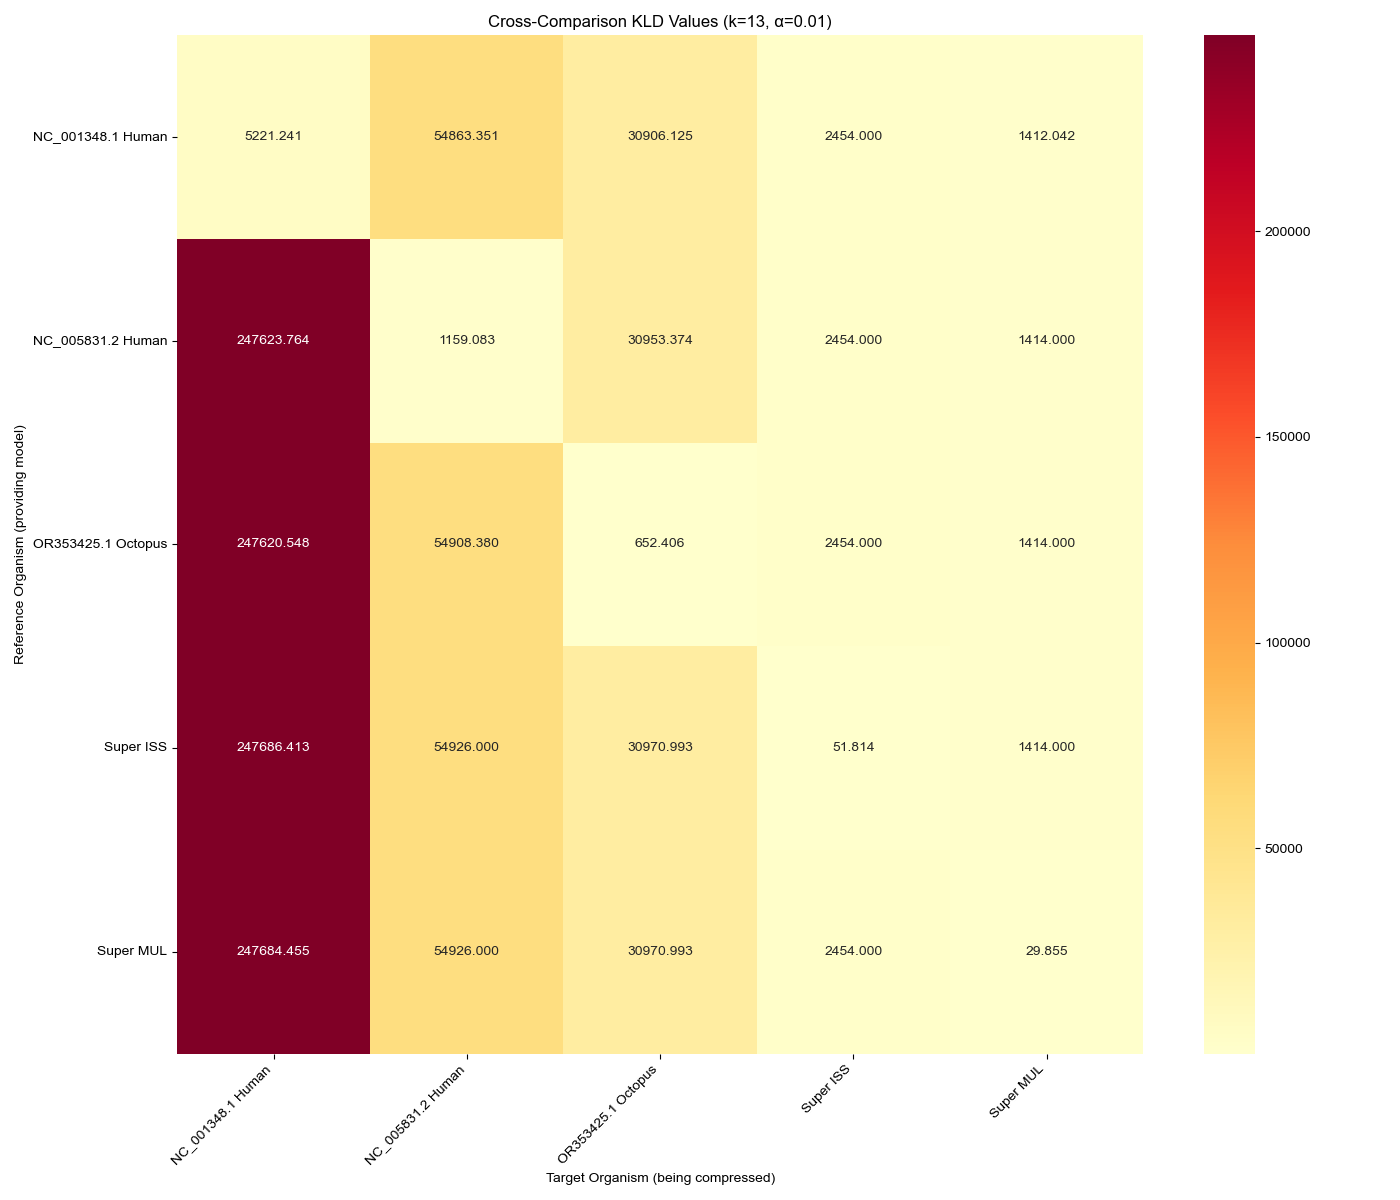 Cross-Comparison KLD Values (k=13, α=0.01)
NC_001348.1 Human
5221.241 54863.351 30906.125 2454.000 1412.042
200000
NC_005831.2 Human
247623.764 1159.083 30953.374 2454.000 1414.000
150000
Reference Organism (providing model)
OR353425.1 Octopus
247620.548 54908.380 652.406 2454.000 1414.000
100000
Super ISS
247686.413 54926.000 30970.993 51.814 1414.000
50000
Super MUL
247684.455 54926.000 30970.993 2454.000 29.855
NC_001348.1 Human
NC_005831.2 Human
OR353425.1 Octopus
Super ISS
Super MUL
Target Organism (being compressed)